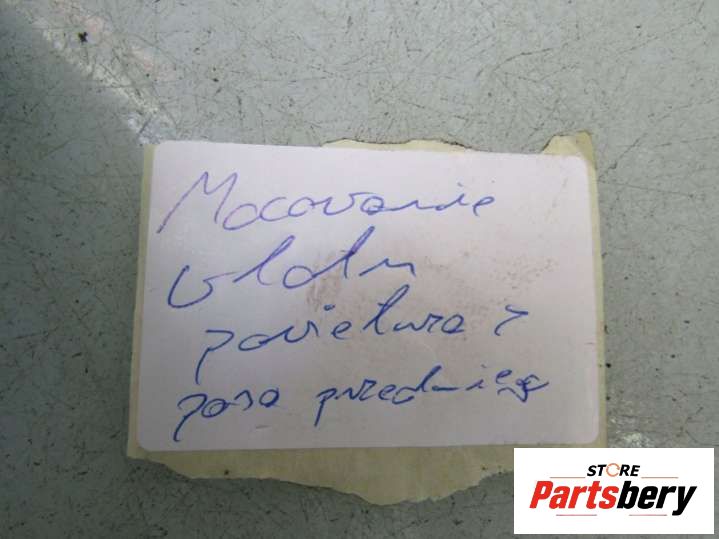 Mocowanie
wlotu
powietrza z
pasa przedniego
STORE
Partsbery